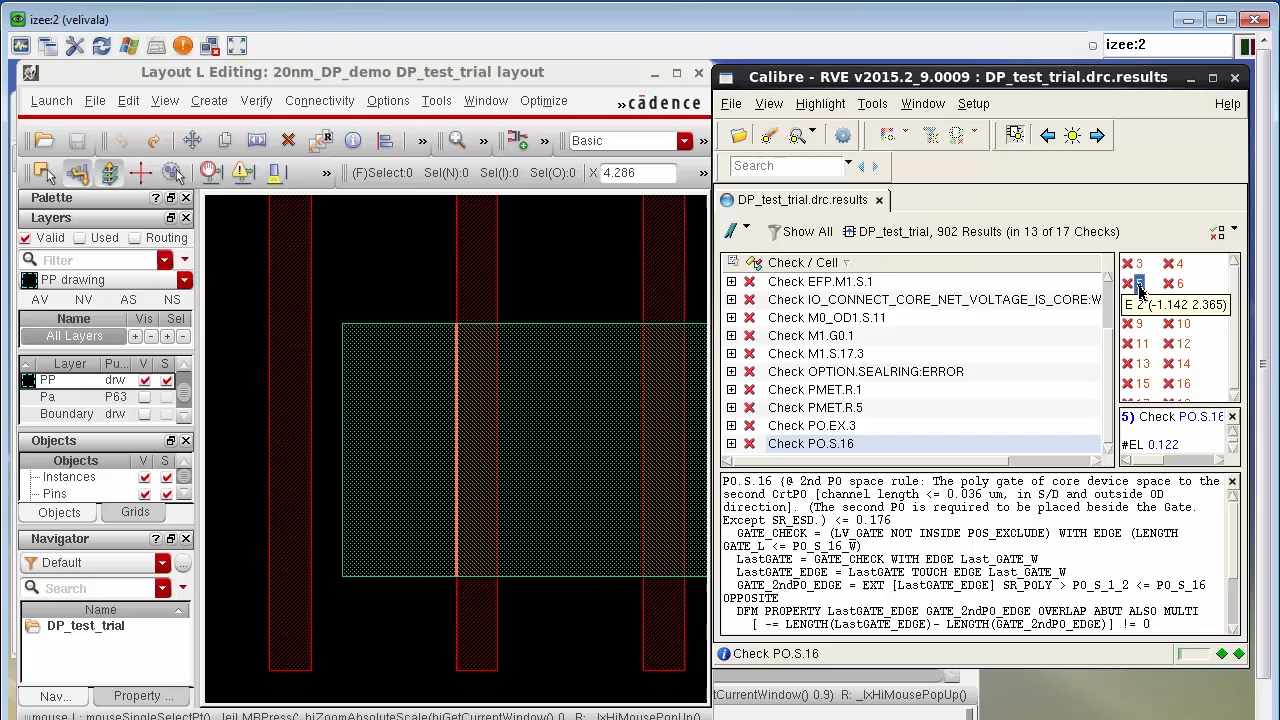 izee:2 (velivala)
izee:2
Layout L Editing: 20nm_DP_demo DP_test_trial layout
Launch File Edit View Create Verify Connectivity Options Tools Window Optimize » cādence
» » » Basic »
» (F)Select:0 Sel(N):0 Sel(I):0 Sel(O):0 X 4.286 »
Palette
Layers
Valid Used Routing
Filter
PP drawing
AV NV AS NS
Name Vis Sel
All Layers + - + -
Layer Pu... V S
PP drw
Pa P63
Boundary drw
Objects
Objects V S
Instances
Pins
Objects Grids
Navigator
Default ...
Search
Name
DP_test_trial
Nav... Property ...
Calibre - RVE v2015.2_9.0009 : DP_test_trial.drc.results
File View Highlight Tools Window Setup Help
Search
DP_test_trial.drc.results
Show All DP_test_trial, 902 Results (in 13 of 17 Checks)
Check / Cell
Check EFP.M1.S.1
Check IO_CONNECT_CORE_NET_VOLTAGE_IS_CORE:W
Check M0_OD1.S.11
Check M1.G0.1
Check M1.S.17.3
Check OPTION.SEALRING:ERROR
Check PMET.R.1
Check PO.EX.3
Check PO.S.16
3 4
5 6
E 2 (-1.142 2.365)
9 10
11 12
13 14
15 16
5) Check PO.S.16
#EL 0.122
PO.S.16 {@ 2nd PO space rule. The poly gate of core device space to the
second CrtPO [channel length <= 0.036 um, in S/D and outside OD
direction]. (The second PO is required to be placed beside the Gate.
Except SR_ESD.) <= 0.176
GATE_CHECK = (LV_GATE NOT INSIDE POS_EXCLUDE) WITH EDGE (LENGTH
GATE_L <= PO_S_16_W)
LastGATE = GATE_CHECK WITH EDGE Last_GATE_W
LastGATE_EDGE = LastGATE TOUCH EDGE Last_GATE_W
GATE_2ndPO_EDGE = ENC [LastGATE_EDGE] SR_POLY > PO_S_1_2 <= PO_S_16
OPPOSITE
DFM PROPERTY LastGATE_EDGE GATE_2ndPO_EDGE OVERLAP ABUT ALSO MULTI
[ -= LENGTH(LastGATE_EDGE)- LENGTH(GATE_2ndPO_EDGE)] != 0
Check PO.S.16
CurrentWindow() 0.9) R: _lxHiMousePopUp()